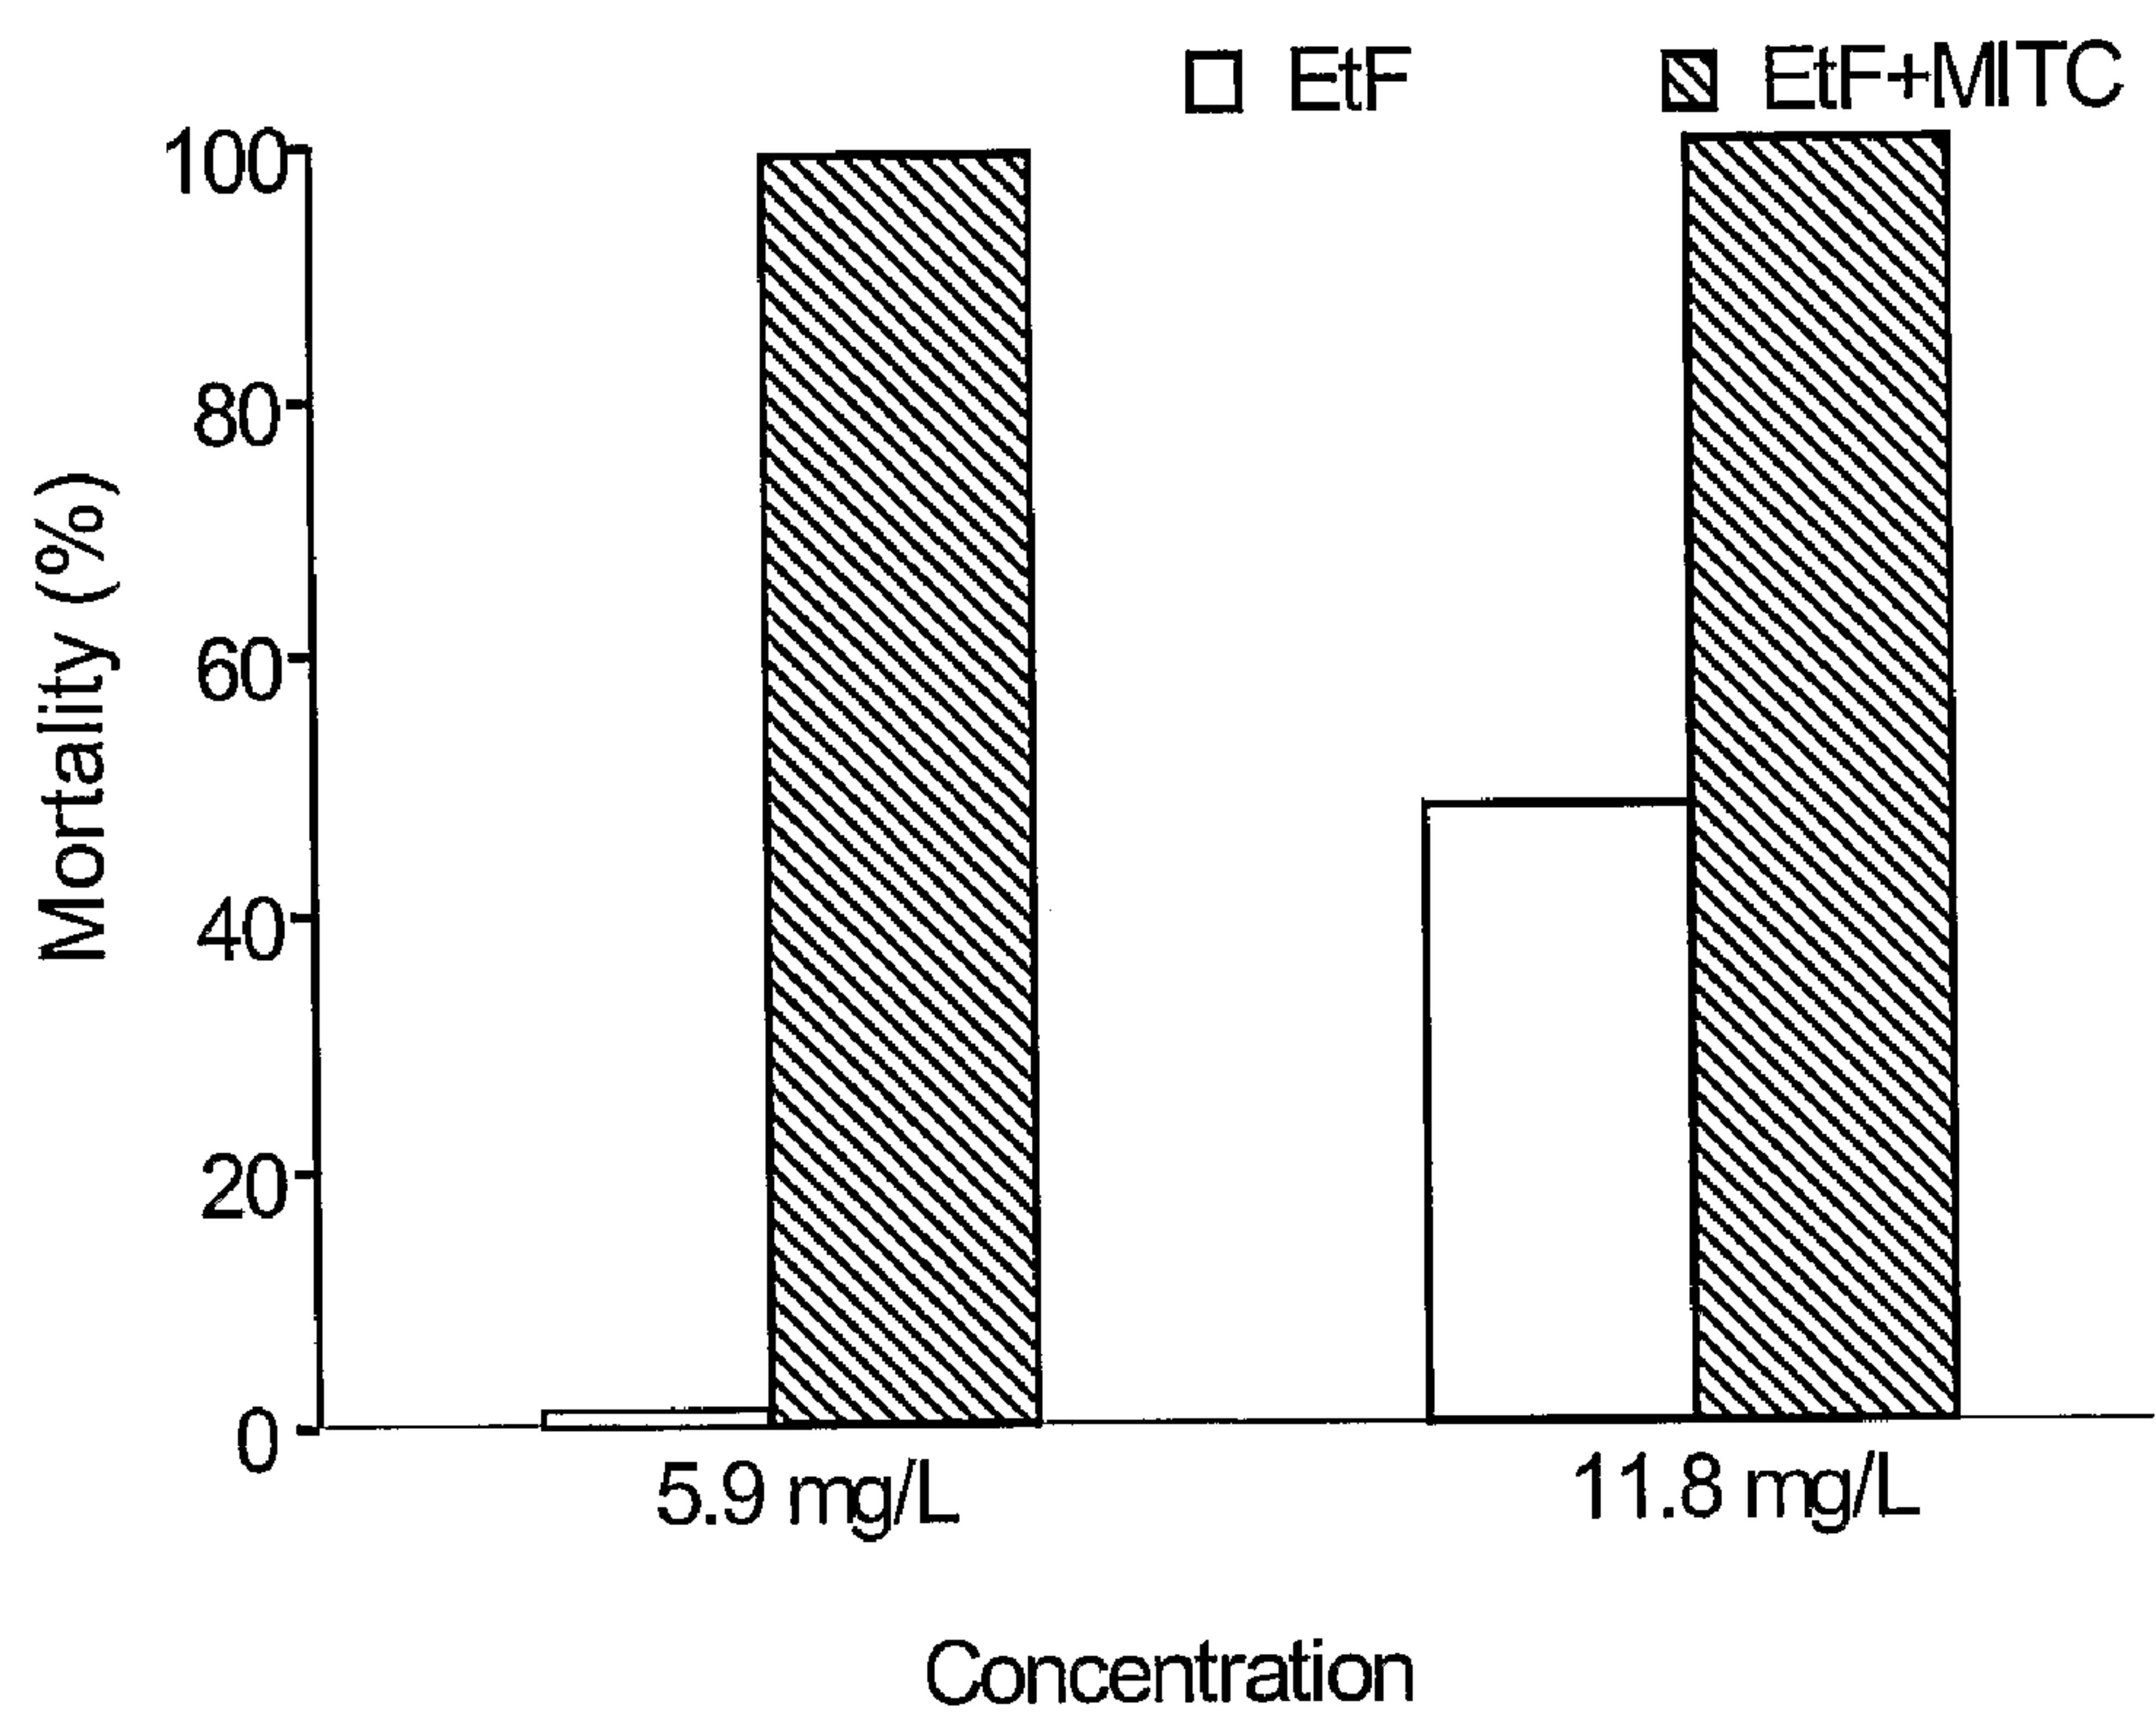 EtF EtF+MITC
100
80
60
40
20
0
Mortality (%)
5.9 mg/L 11.8 mg/L
Concentration